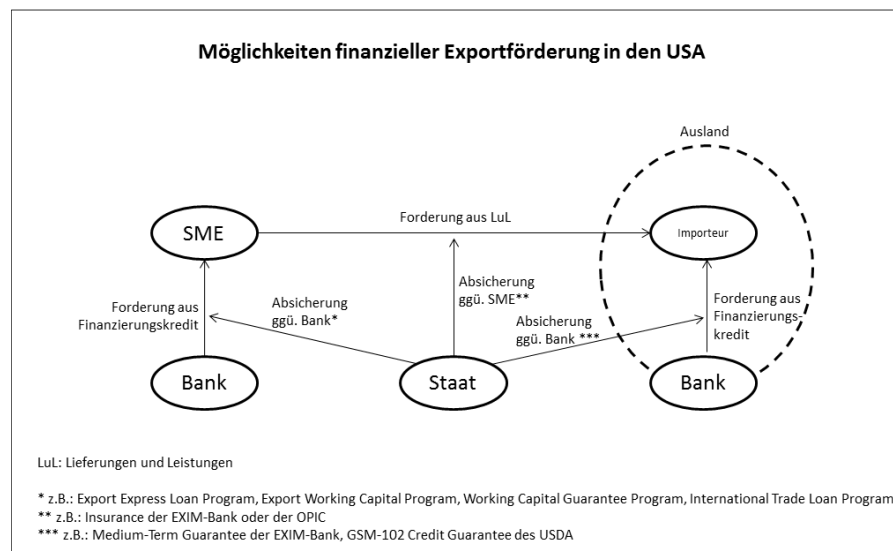 Möglichkeiten finanzieller Exportförderung in den USA
Ausland
Forderung aus LuL
SME
Importeur
Absicherung
ggü. SME**
Forderung aus
Finanzierungskredit
Absicherung
ggü. Bank*
Absicherung
ggü. Bank ***
Forderung aus
Finanzierungs-
kredit
Bank
Staat
Bank
LuL: Lieferungen und Leistungen
* z.B.: Export Express Loan Program, Export Working Capital Program, Working Capital Guarantee Program, International Trade Loan Program
** z.B.: Insurance der EXIM-Bank oder der OPIC
*** z.B.: Medium-Term Guarantee der EXIM-Bank, GSM-102 Credit Guarantee des USDA